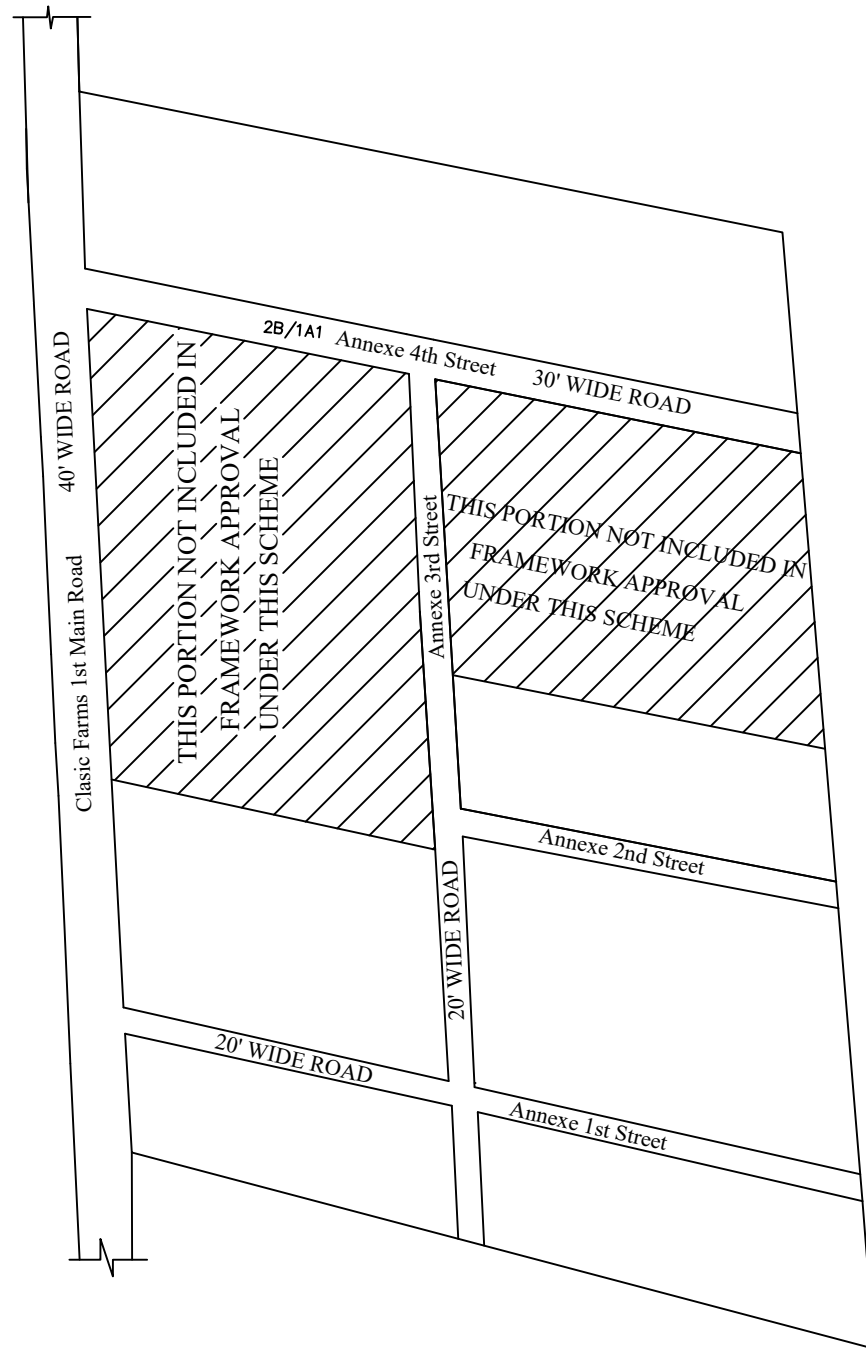 2B/1A1
Annexe 4th Street
30' WIDE ROAD
40' WIDE ROAD
Clasic Farms 1st Main Road
THIS PORTION NOT INCLUDED IN
FRAMEWORK APPROVAL
UNDER THIS SCHEME
Annexe 3rd Street
THIS PORTION NOT INCLUDED IN
FRAMEWORK APPROVAL
UNDER THIS SCHEME
Annexe 2nd Street
20' WIDE ROAD
20' WIDE ROAD
Annexe 1st Street